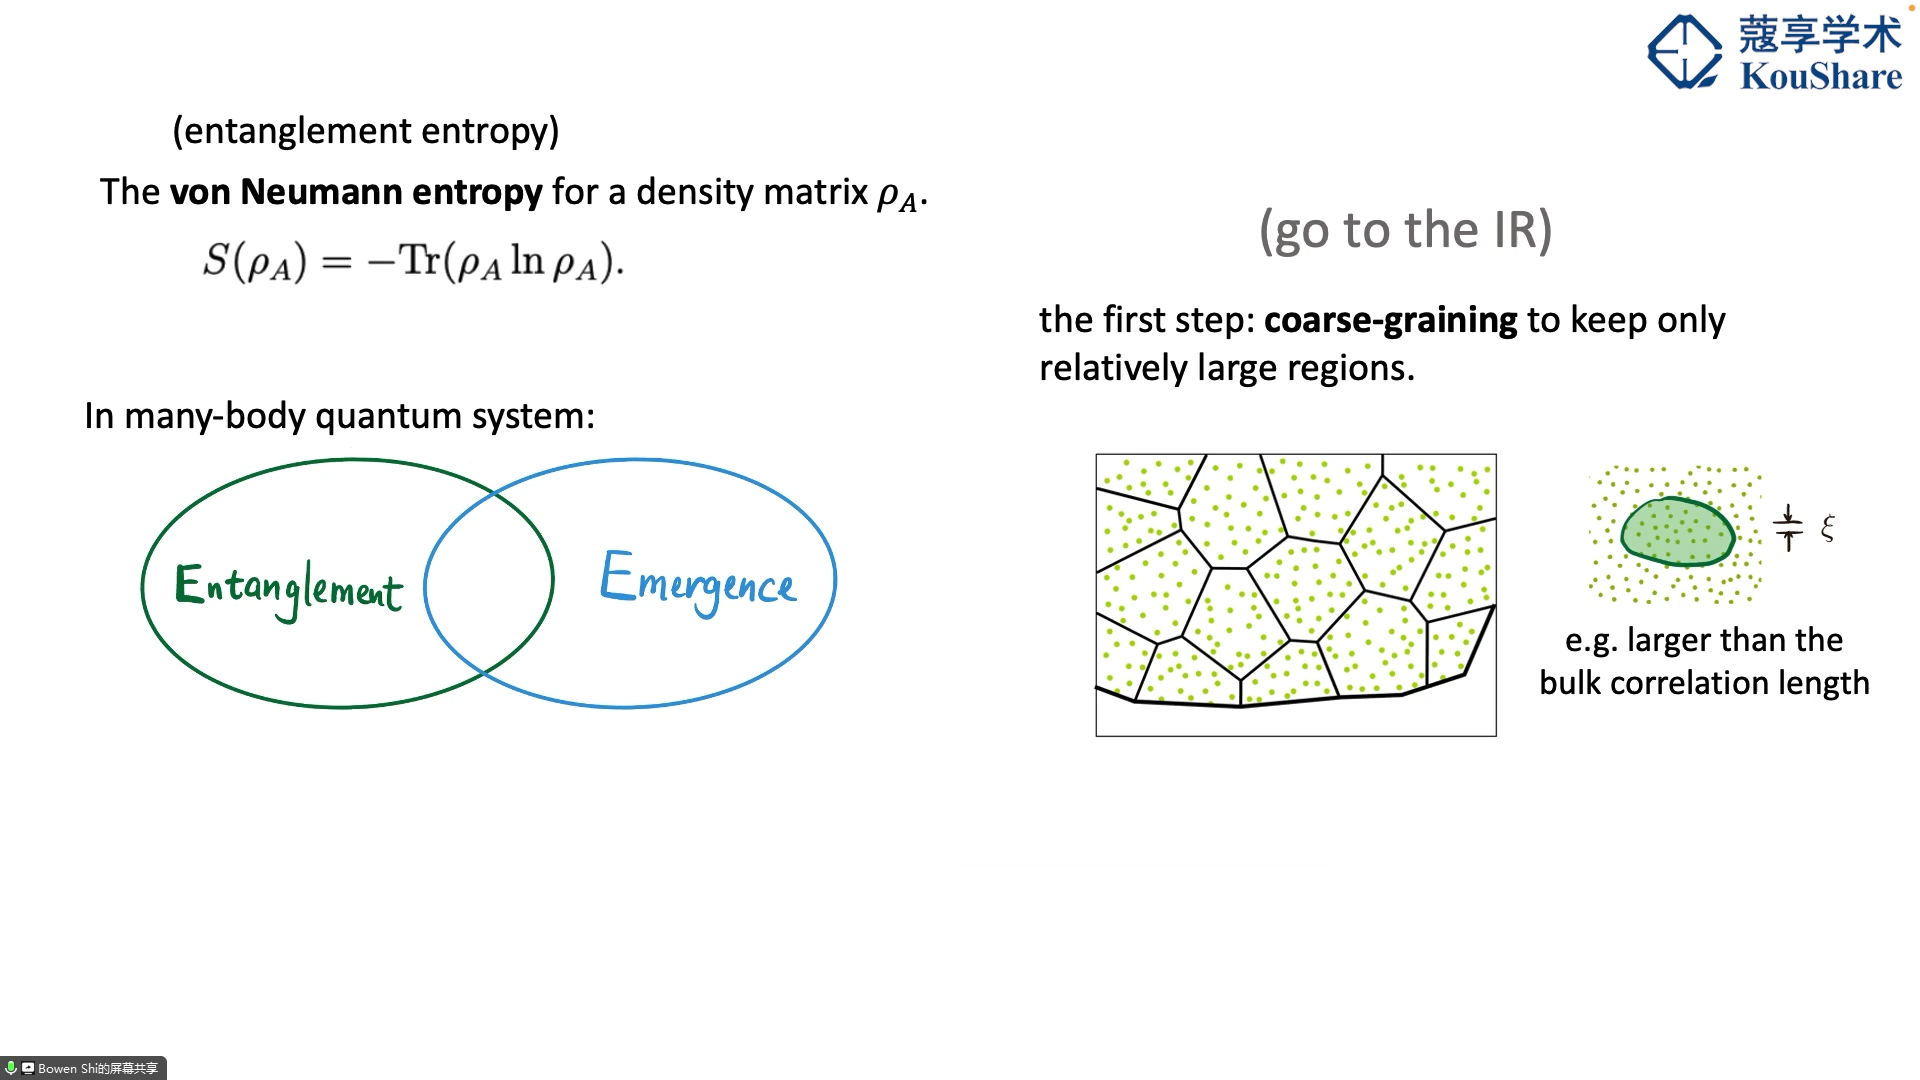 蔻享学术
KouShare
(entanglement entropy)
The von Neumann entropy for a density matrix ρ_A.
S(ρ_A) = −Tr(ρ_A ln ρ_A).
In many-body quantum system:
Entanglement
Emergence
(go to the IR)
the first step: coarse-graining to keep only
relatively large regions.
ξ
e.g. larger than the
bulk correlation length
Bowen Shi的屏幕共享